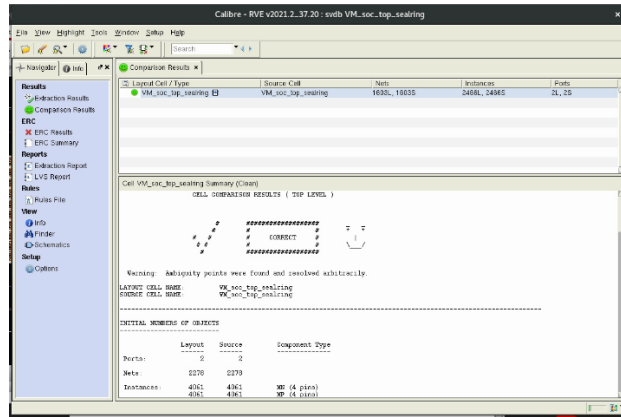 Calibre - RVE v2021.2_37.20 : svdb VM_soc_top_sealring
File View Highlight Tools Window Setup Help
Search
Navigator Info Comparison Results
Results
Extraction Results
Comparison Results
ERC
ERC Results
ERC Summary
Reports
Extraction Report
LVS Report
Rules
Rules File
View
Info
Finder
Schematics
Setup
Options
Layout Cell / Type Source Cell Nets Instances Ports
VM_soc_top_sealring VM_soc_top_sealring 2L, 2S
Cell VM_soc_top_sealring Summary (Clean)
CELL COMPARISON RESULTS ( TOP LEVEL )
CORRECT
Warning: Ambiguity points were found and resolved arbitrarily.
LAYOUT CELL NAME: VM_soc_top_sealring
SOURCE CELL NAME: VM_soc_top_sealring
INITIAL NUMBERS OF OBJECTS
Layout Source Component Type
Ports: 2 2
Nets: 2278 2278
Instances: 4061 4061 MN (4 pins)
4061 4061 MP (4 pins)